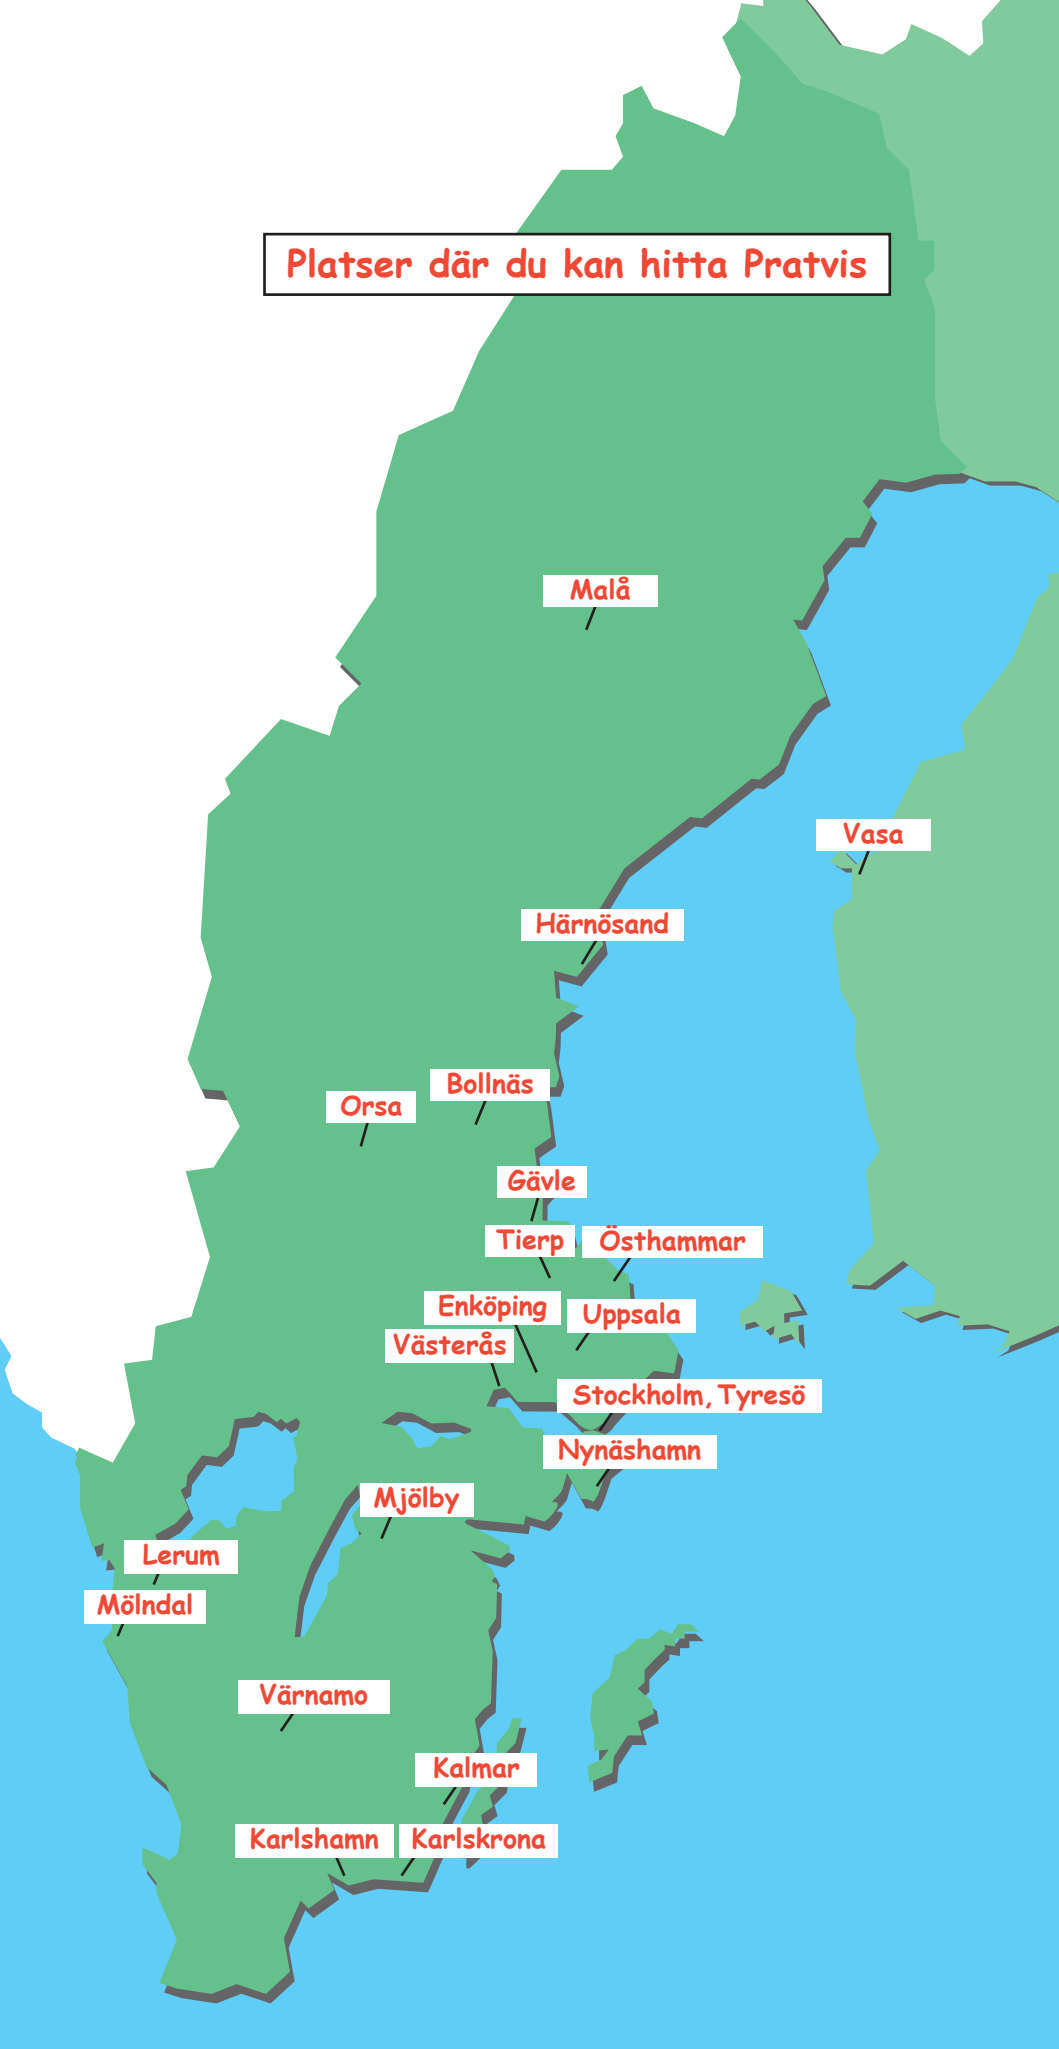 Platser där du kan hitta Pratvis
Malå
Vasa
Härnösand
Bollnäs
Orsa
Gävle
Tierp
Östhammar
Enköping
Uppsala
Västerås
Stockholm, Tyresö
Nynäshamn
Mjölby
Lerum
Mölndal
Värnamo
Kalmar
Karlshamn
Karlskrona